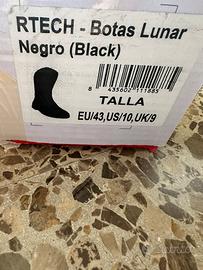 RTECH - Botas Lunar
Negro (Black)
8 435602 111885
TALLA
EU/43,US/10,UK/9